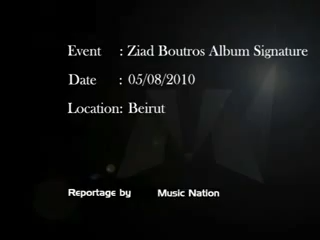 Event : Ziad Boutros Album Signature
Date : 05/08/2010
Location: Beirut
Reportage by Music Nation